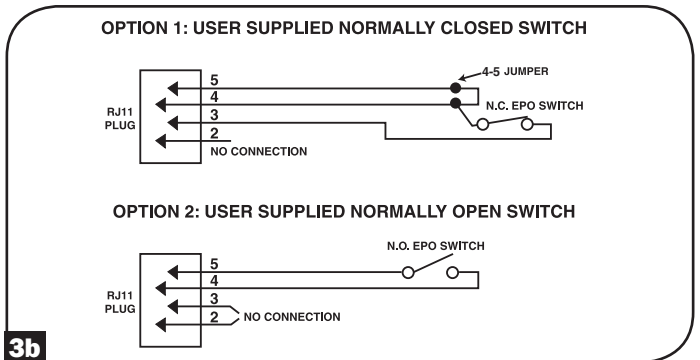 OPTION 1: USER SUPPLIED NORMALLY CLOSED SWITCH
4-5 JUMPER
5
4
N.C. EPO SWITCH
RJ11
PLUG
3
2
NO CONNECTION
OPTION 2: USER SUPPLIED NORMALLY OPEN SWITCH
N.O. EPO SWITCH
5
4
RJ11
PLUG
3
2
NO CONNECTION
3b